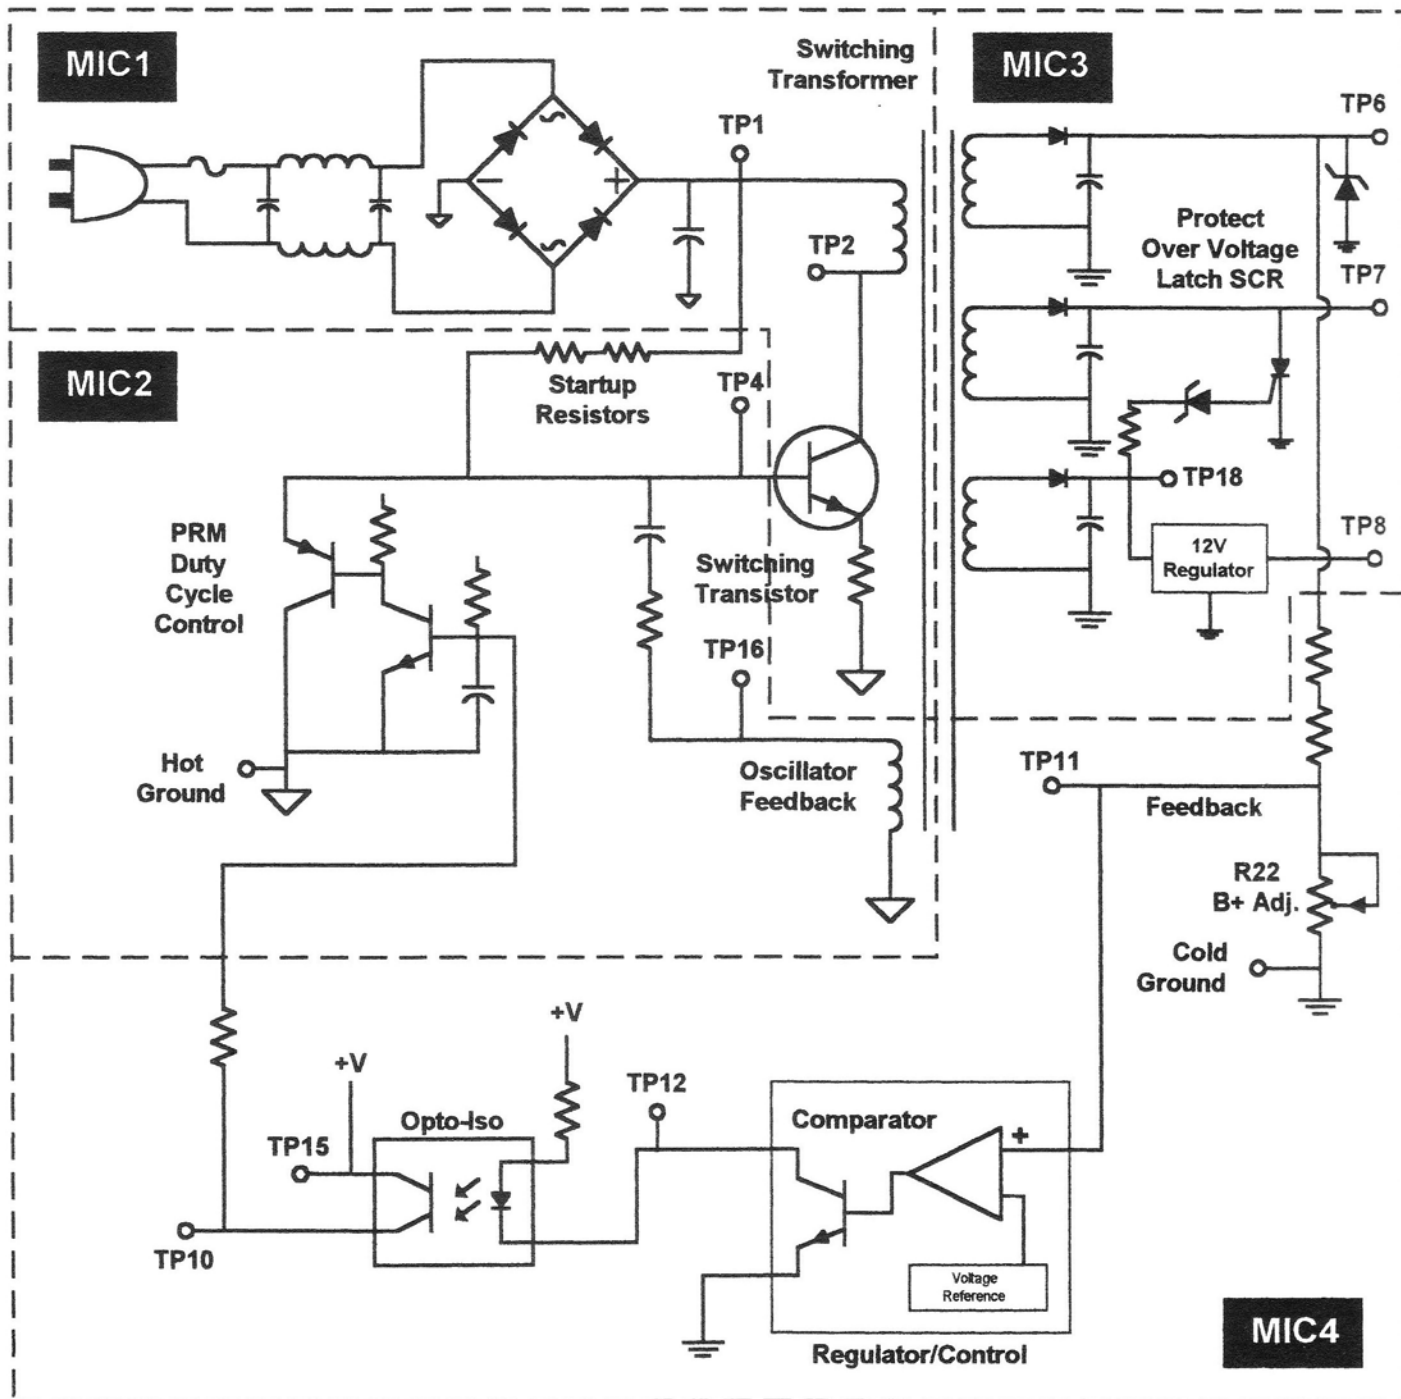 MIC1
Switching
Transformer
MIC3
TP6
TP1
TP2
Protect
Over Voltage
Latch SCR
TP7
MIC2
Startup
Resistors
TP4
TP18
PRM
Duty
Cycle
Control
Switching
Transistor
12V
Regulator
TP8
TP16
Hot
Ground
Oscillator
Feedback
TP11
Feedback
R22
B+ Adj.
Cold
Ground
+V
+V
TP12
Opto-Iso
Comparator
+
TP15
TP10
Voltage
Reference
Regulator/Control
MIC4